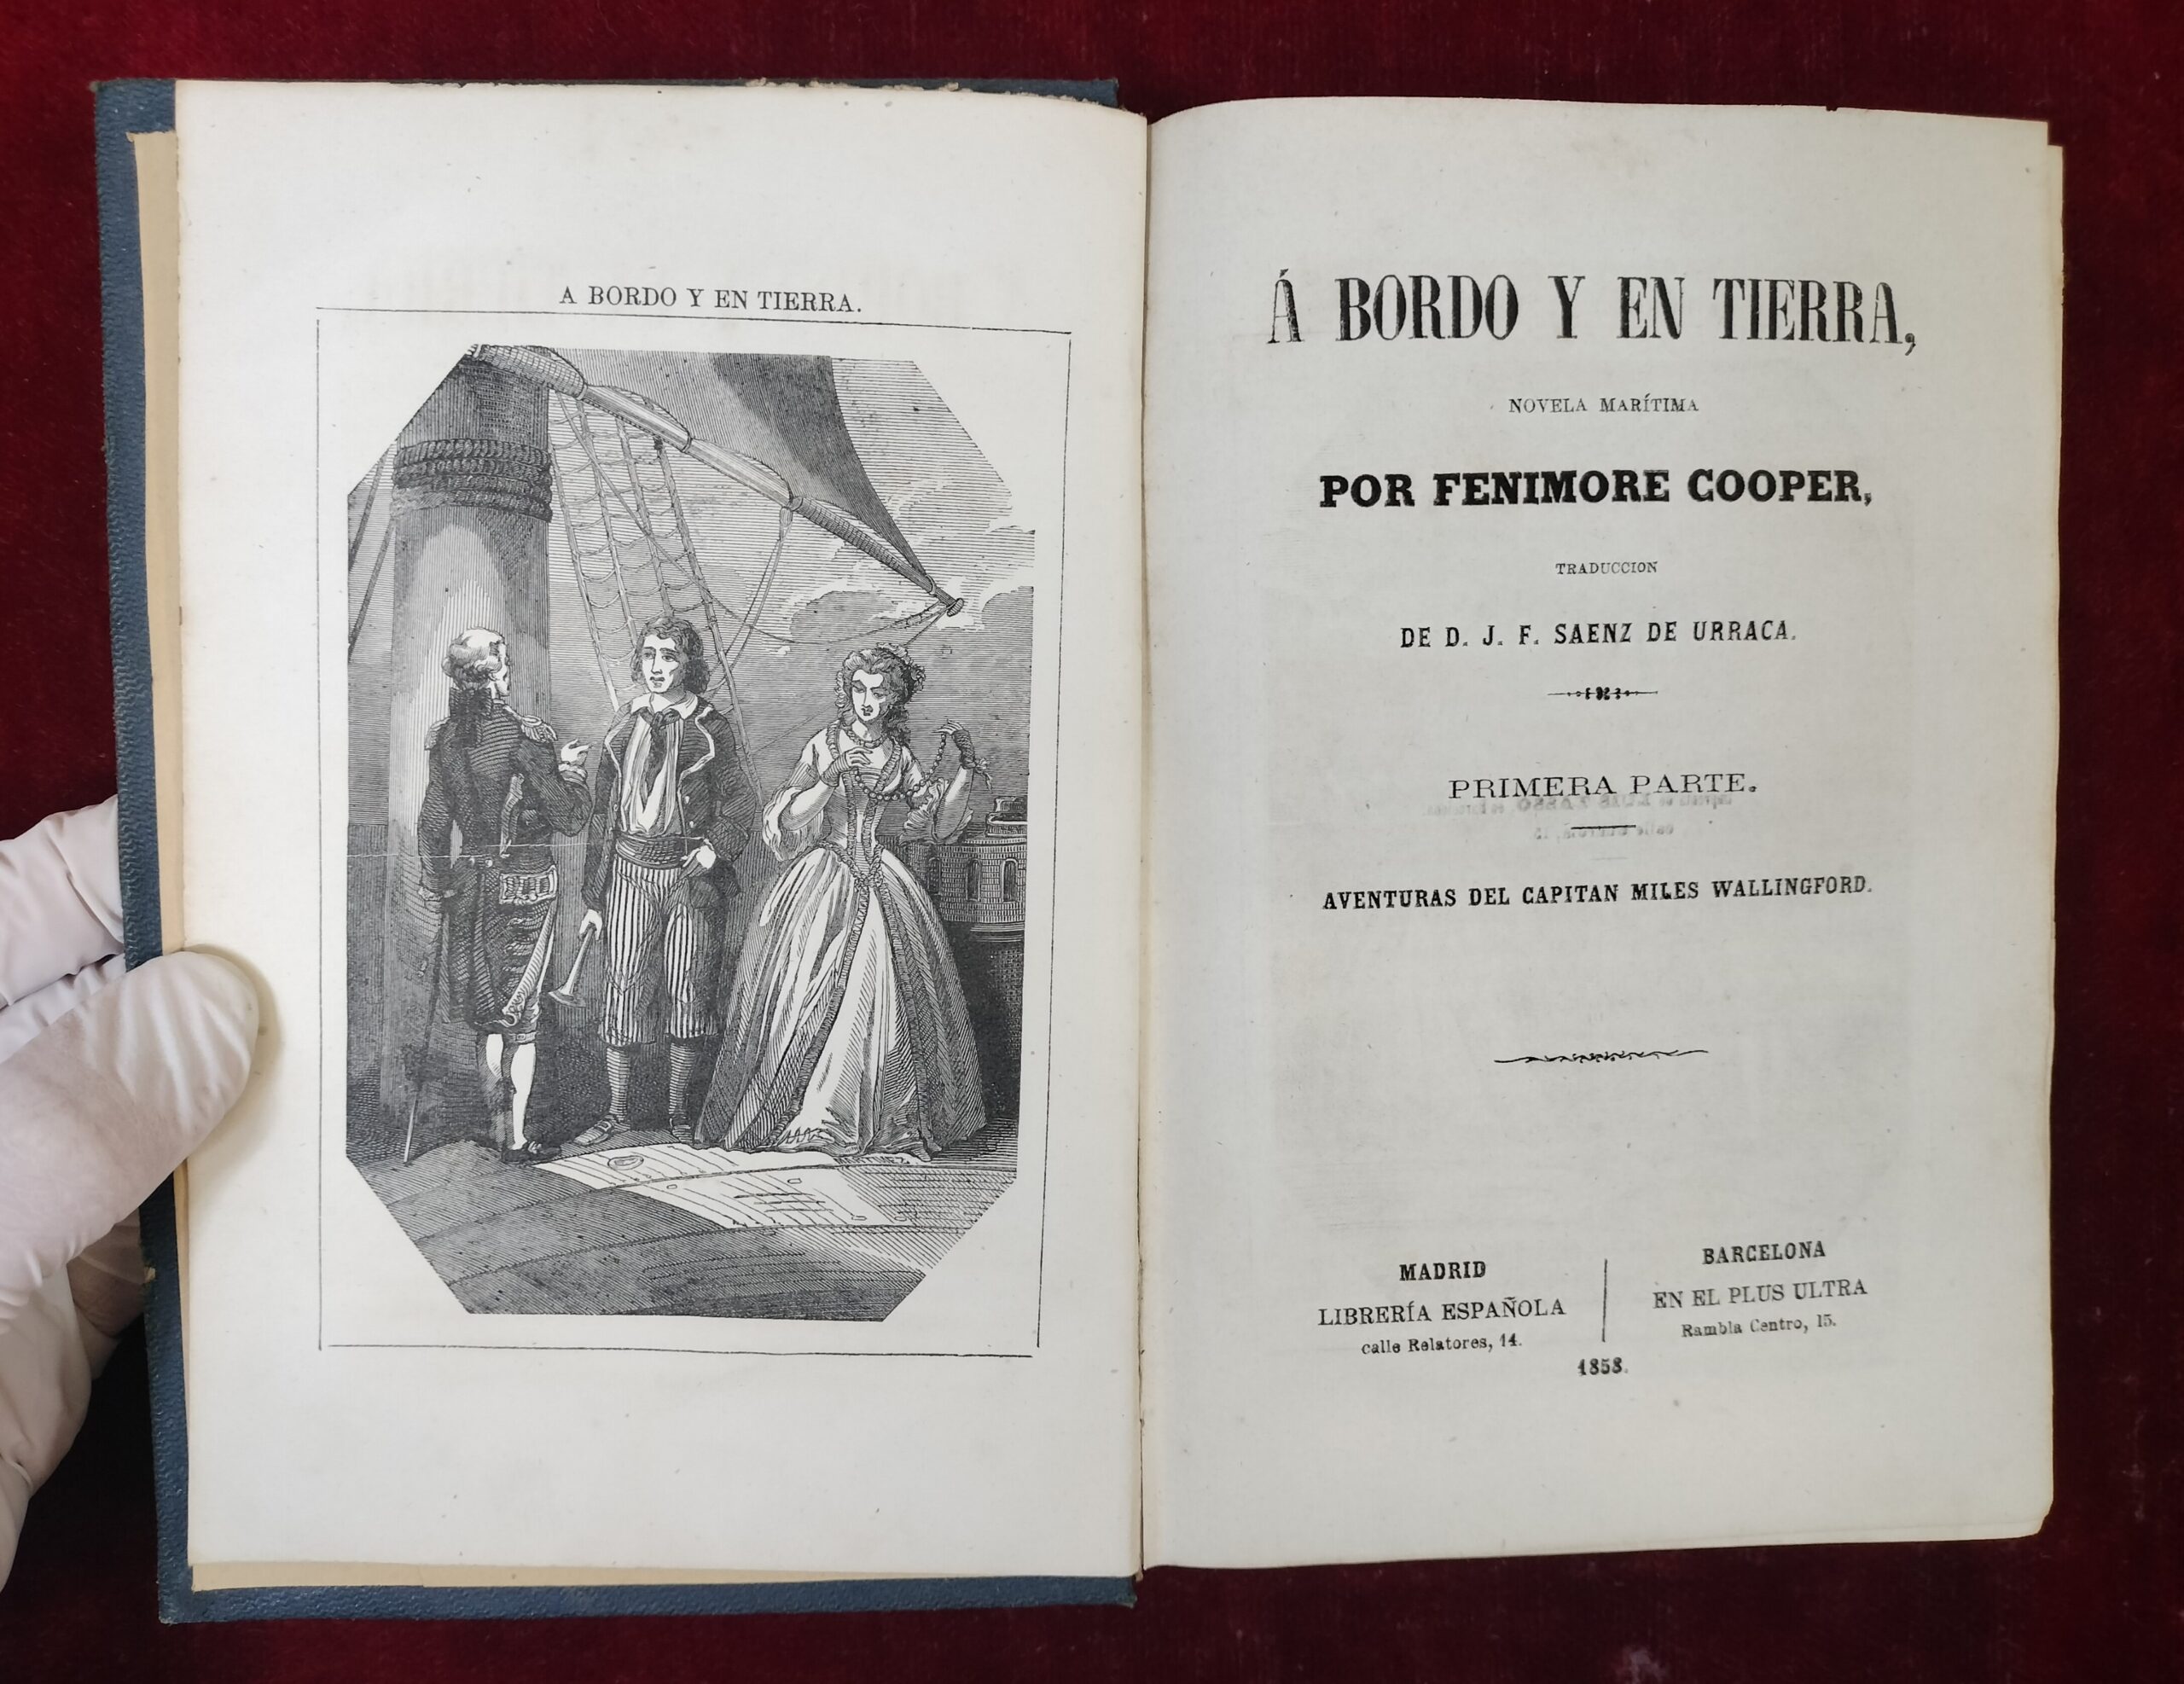 A BORDO Y EN TIERRA.
Á BORDO Y EN TIERRA,
NOVELA MARÍTIMA
POR FENIMORE COOPER,
TRADUCCION
DE D. J. F. SAENZ DE URRACA.
PRIMERA PARTE.
AVENTURAS DEL CAPITAN MILES WALLINGFORD.
MADRID
LIBRERÍA ESPAÑOLA
calle Relatores, 14.
BARCELONA
EN EL PLUS ULTRA
Rambla Centro, 15.
1858.